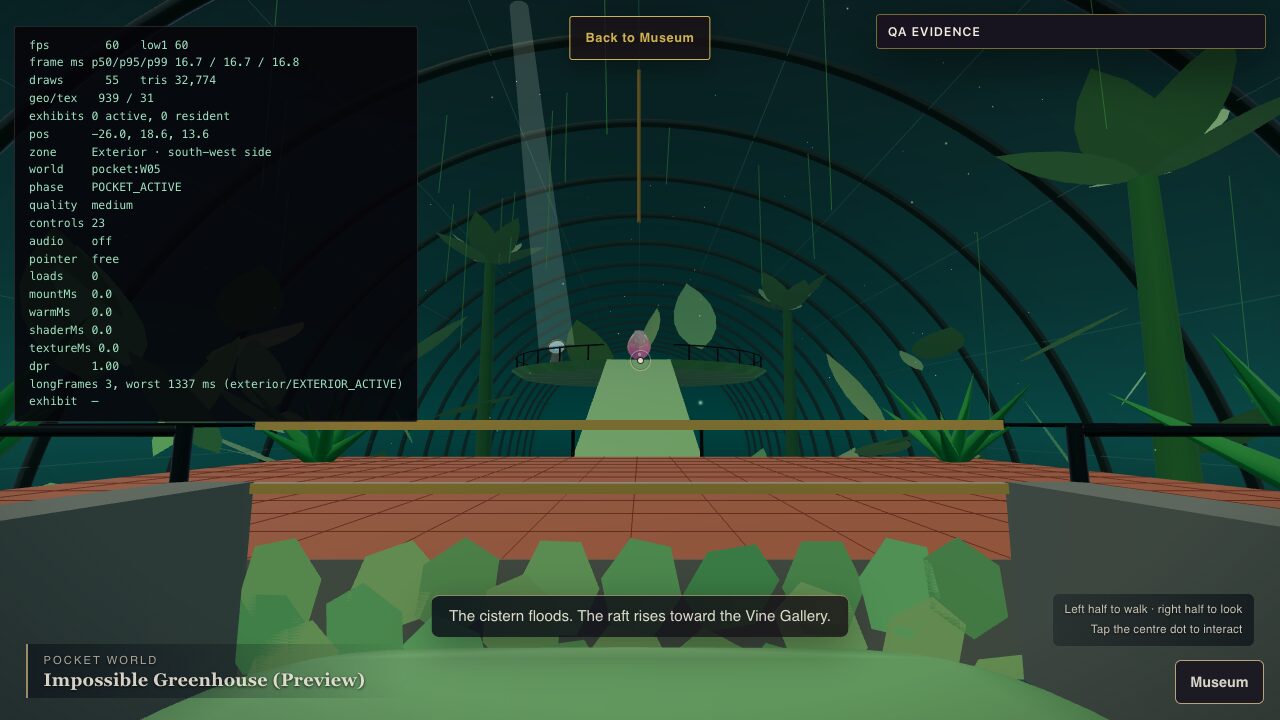 fps 60 low1 60
frame ms p50/p95/p99 16.7 / 16.7 / 16.8
draws 55 tris 32,774
geo/tex 939 / 31
exhibits 0 active, 0 resident
pos −26.0, 18.6, 13.6
zone Exterior · south−west side
world pocket:W05
phase POCKET_ACTIVE
quality medium
controls 23
audio off
pointer free
loads 0
mountMs 0.0
warmMs 0.0
shaderMs 0.0
textureMs 0.0
dpr 1.00
longFrames 3, worst 1337 ms (exterior/EXTERIOR_ACTIVE)
exhibit —
Back to Museum
QA EVIDENCE
The cistern floods. The raft rises toward the Vine Gallery.
Left half to walk · right half to look
Tap the centre dot to interact
POCKET WORLD
Impossible Greenhouse (Preview)
Museum